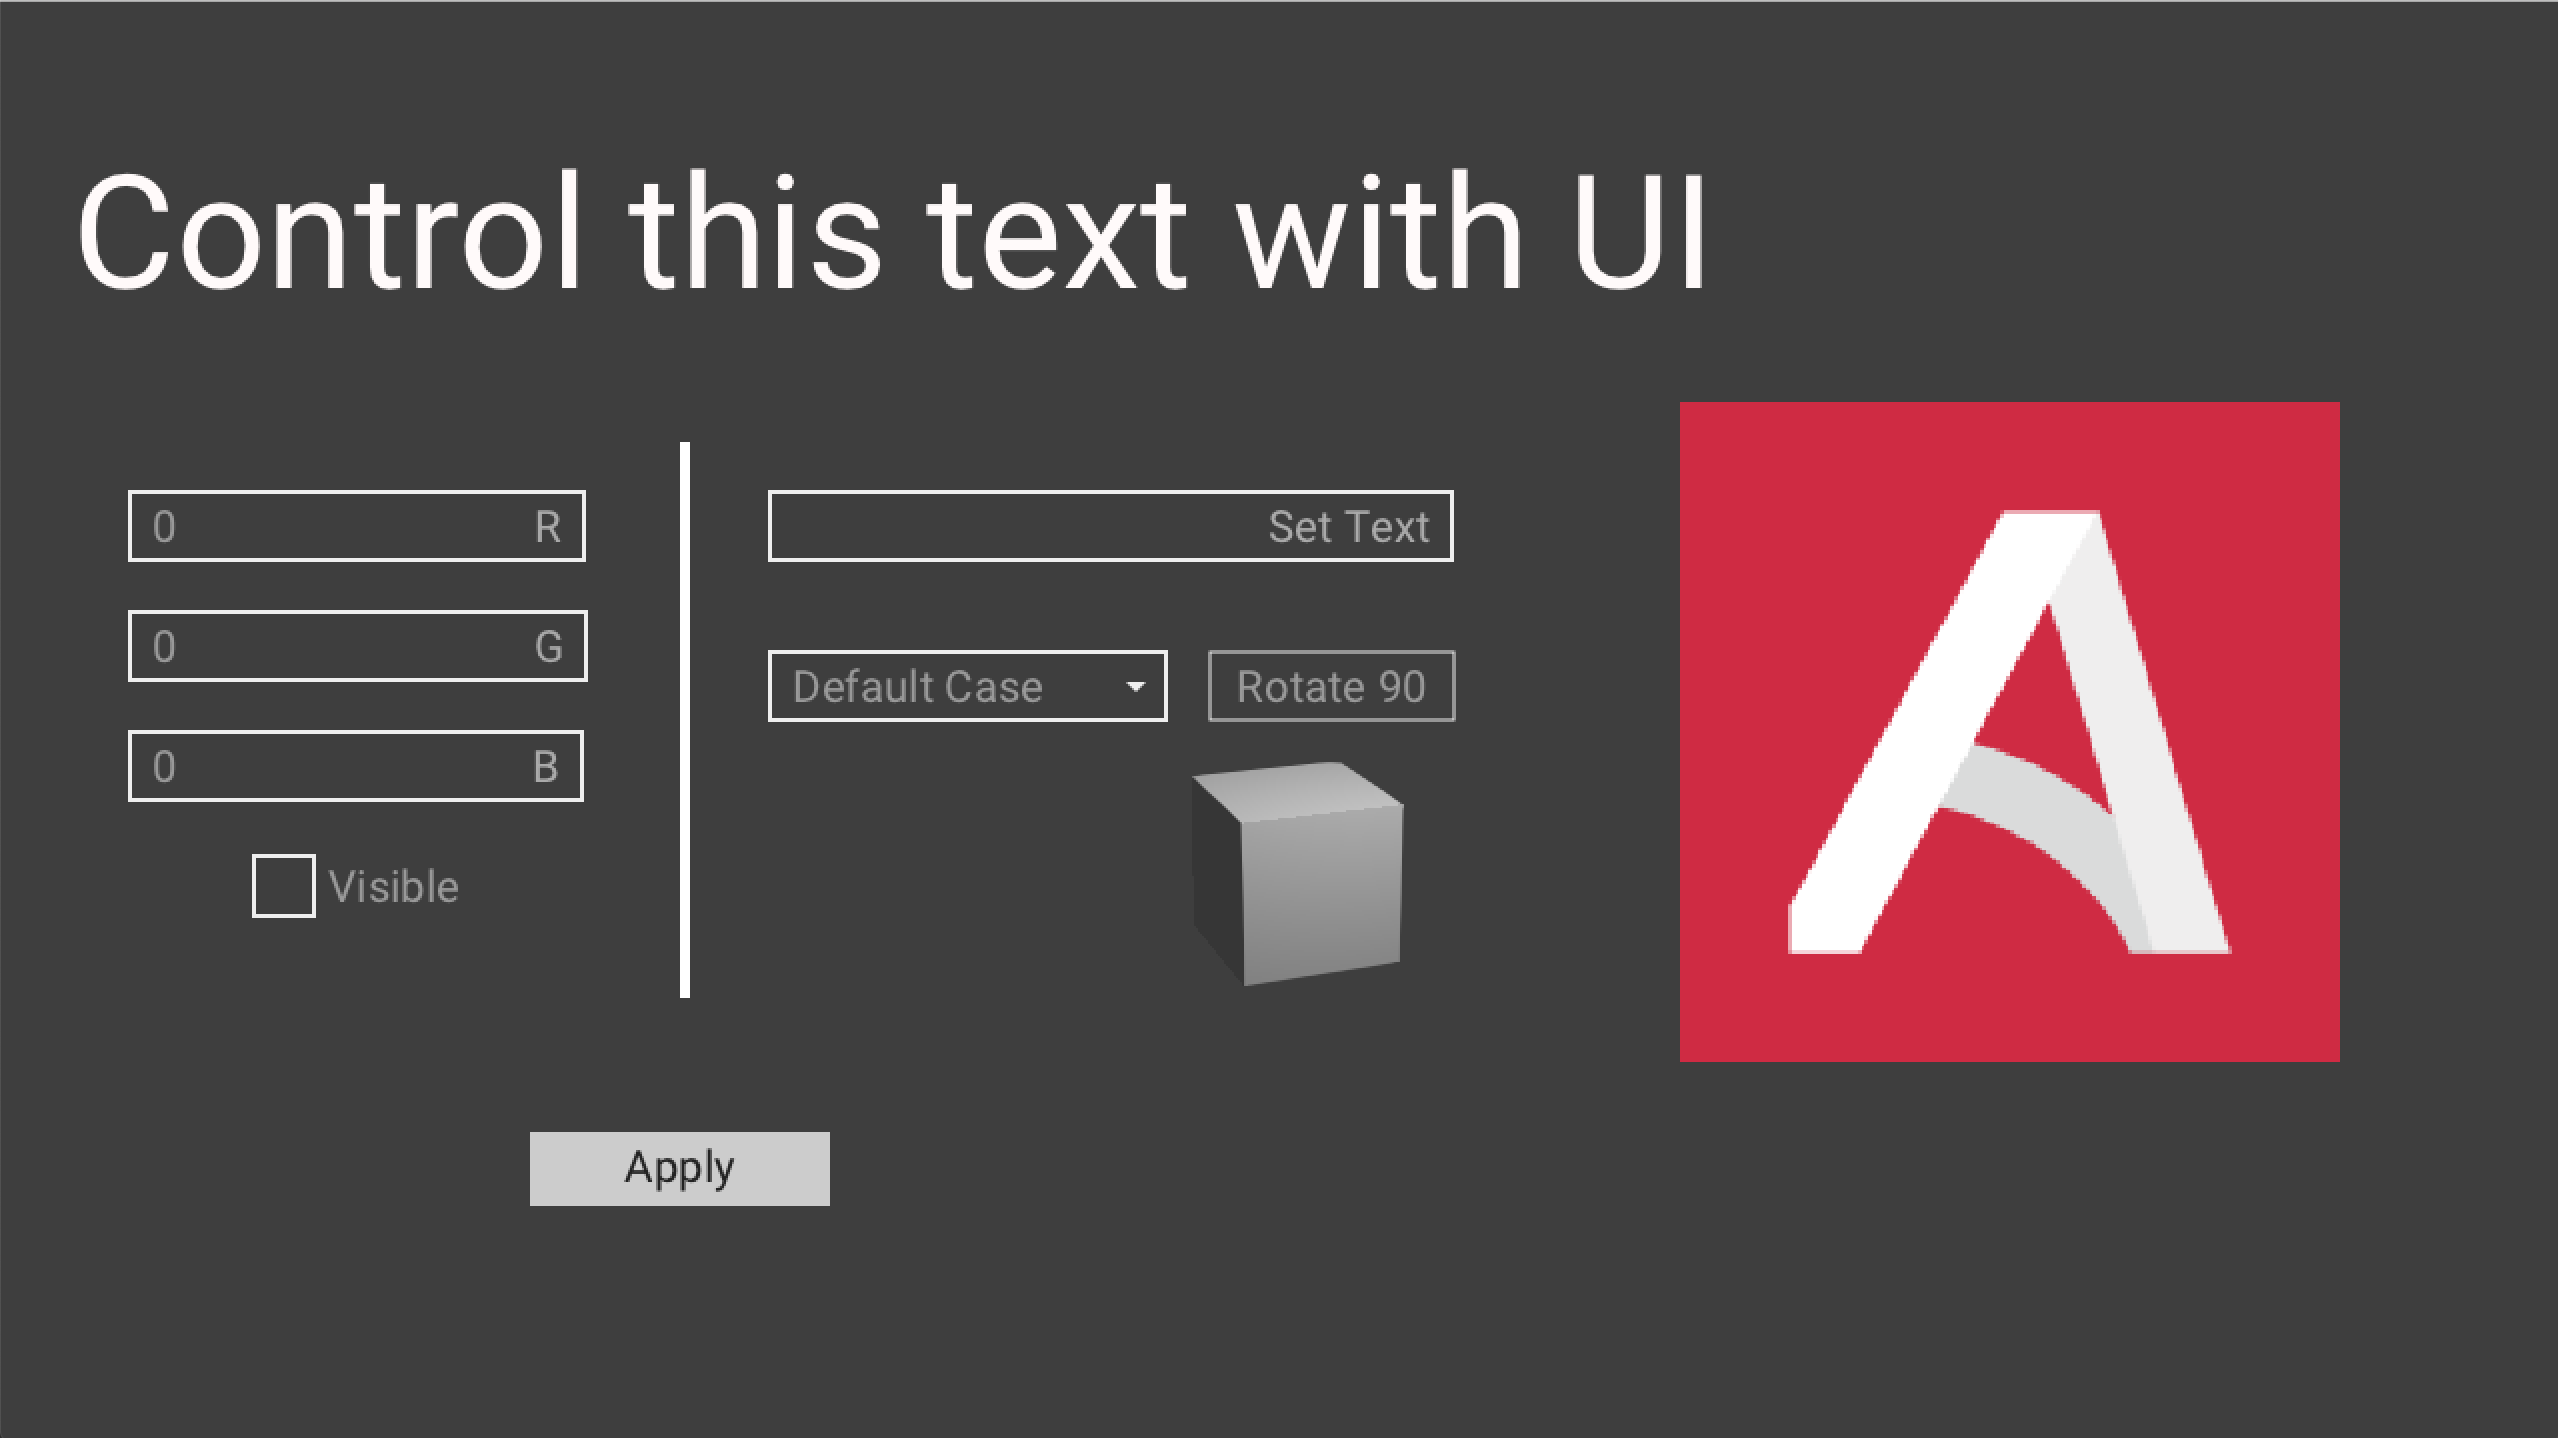 Control this text with UI
0 R
0 G
0 B
Visible
Set Text
Default Case
Rotate 90
Apply